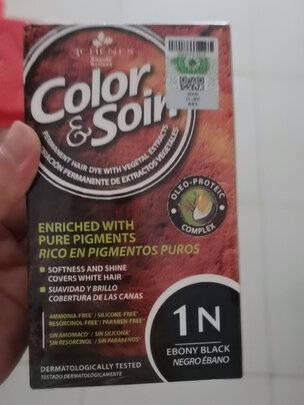 3CHÊNES
Beauté
Color
& Soin
PERMANENT HAIR DYE WITH VEGETAL EXTRACTS
COLORACIÓN PERMANENTE DE EXTRACTOS VEGETALES
OLEO-PROTEIC
COMPLEX
ENRICHED WITH
PURE PIGMENTS
RICO EN PIGMENTOS PUROS
SOFTNESS AND SHINE
COVERS WHITE HAIR
SUAVIDAD Y BRILLO
COBERTURA DE LAS CANAS
AMMONIA-FREE / SILICONE-FREE
RESORCINOL-FREE / PARABEN-FREE
SIN AMONIACO / SIN SILICONA
SIN RESORCINOL / SIN PARABENOS
DERMATOLOGICALLY TESTED
TESTADO DERMATOLÓGICAMENTE
1N
EBONY BLACK
NEGRO ÉBANO